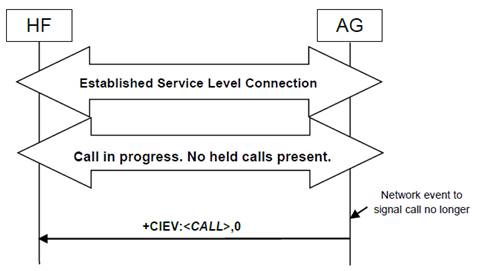 HF
AG
Established Service Level Connection
Call in progress. No held calls present.
Network event to
signal call no longer
+CIEV:<CALL>,0